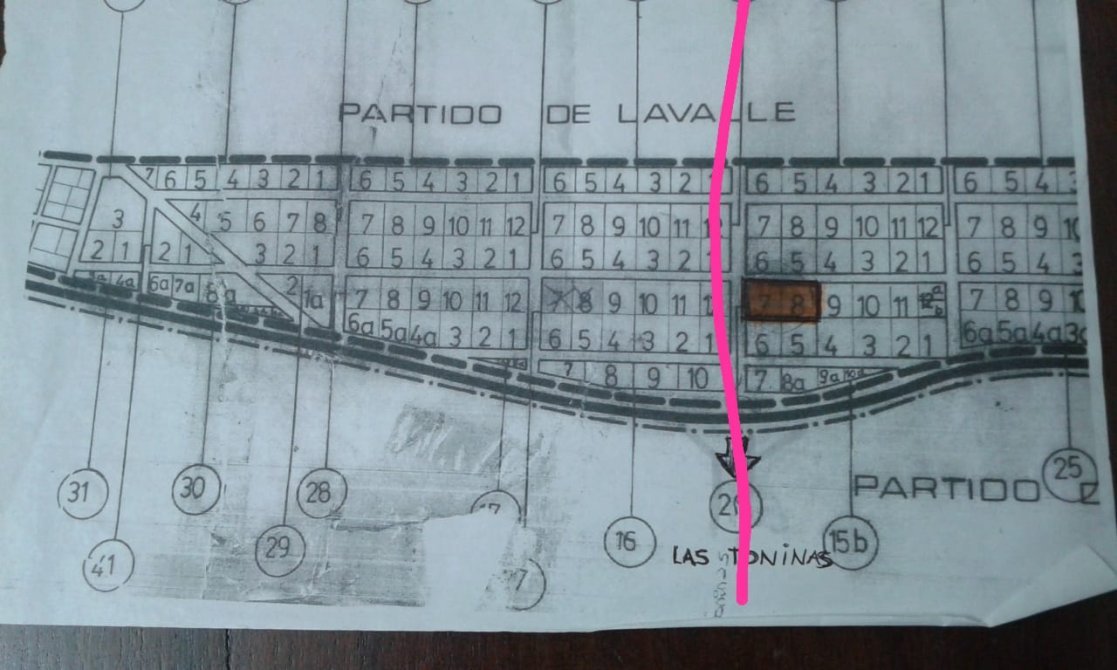 PARTIDO DE LAVALLE
7 6 5 4 3 2 1 6 5 4 3 2 1 6 5 4 3 2 6 5 4 3 2 1 6 5 4 3
3 4 5 6 7 8 7 8 9 10 11 12 7 8 9 10 11 7 8 9 10 11 12 7 8 9 10
2 1 2 1 3 2 1 6 5 4 3 2 1 6 5 4 3 2 6 5 4 3 2 1 6 5 4 3
4a 6a 7a 8a 2 1a 7 8 9 10 11 12 7 8 9 10 11 7 8 9 10 11 7 8 9 10
6a 5a 4a 3 2 1 6 5 4 3 2 1 6 5 4 3 2 1 6a 5a 4a 3a
7 8 9 10 7 8a 9a
31 30 28 17 25
PARTIDO
29 16 15b
41 LAS TONINAS